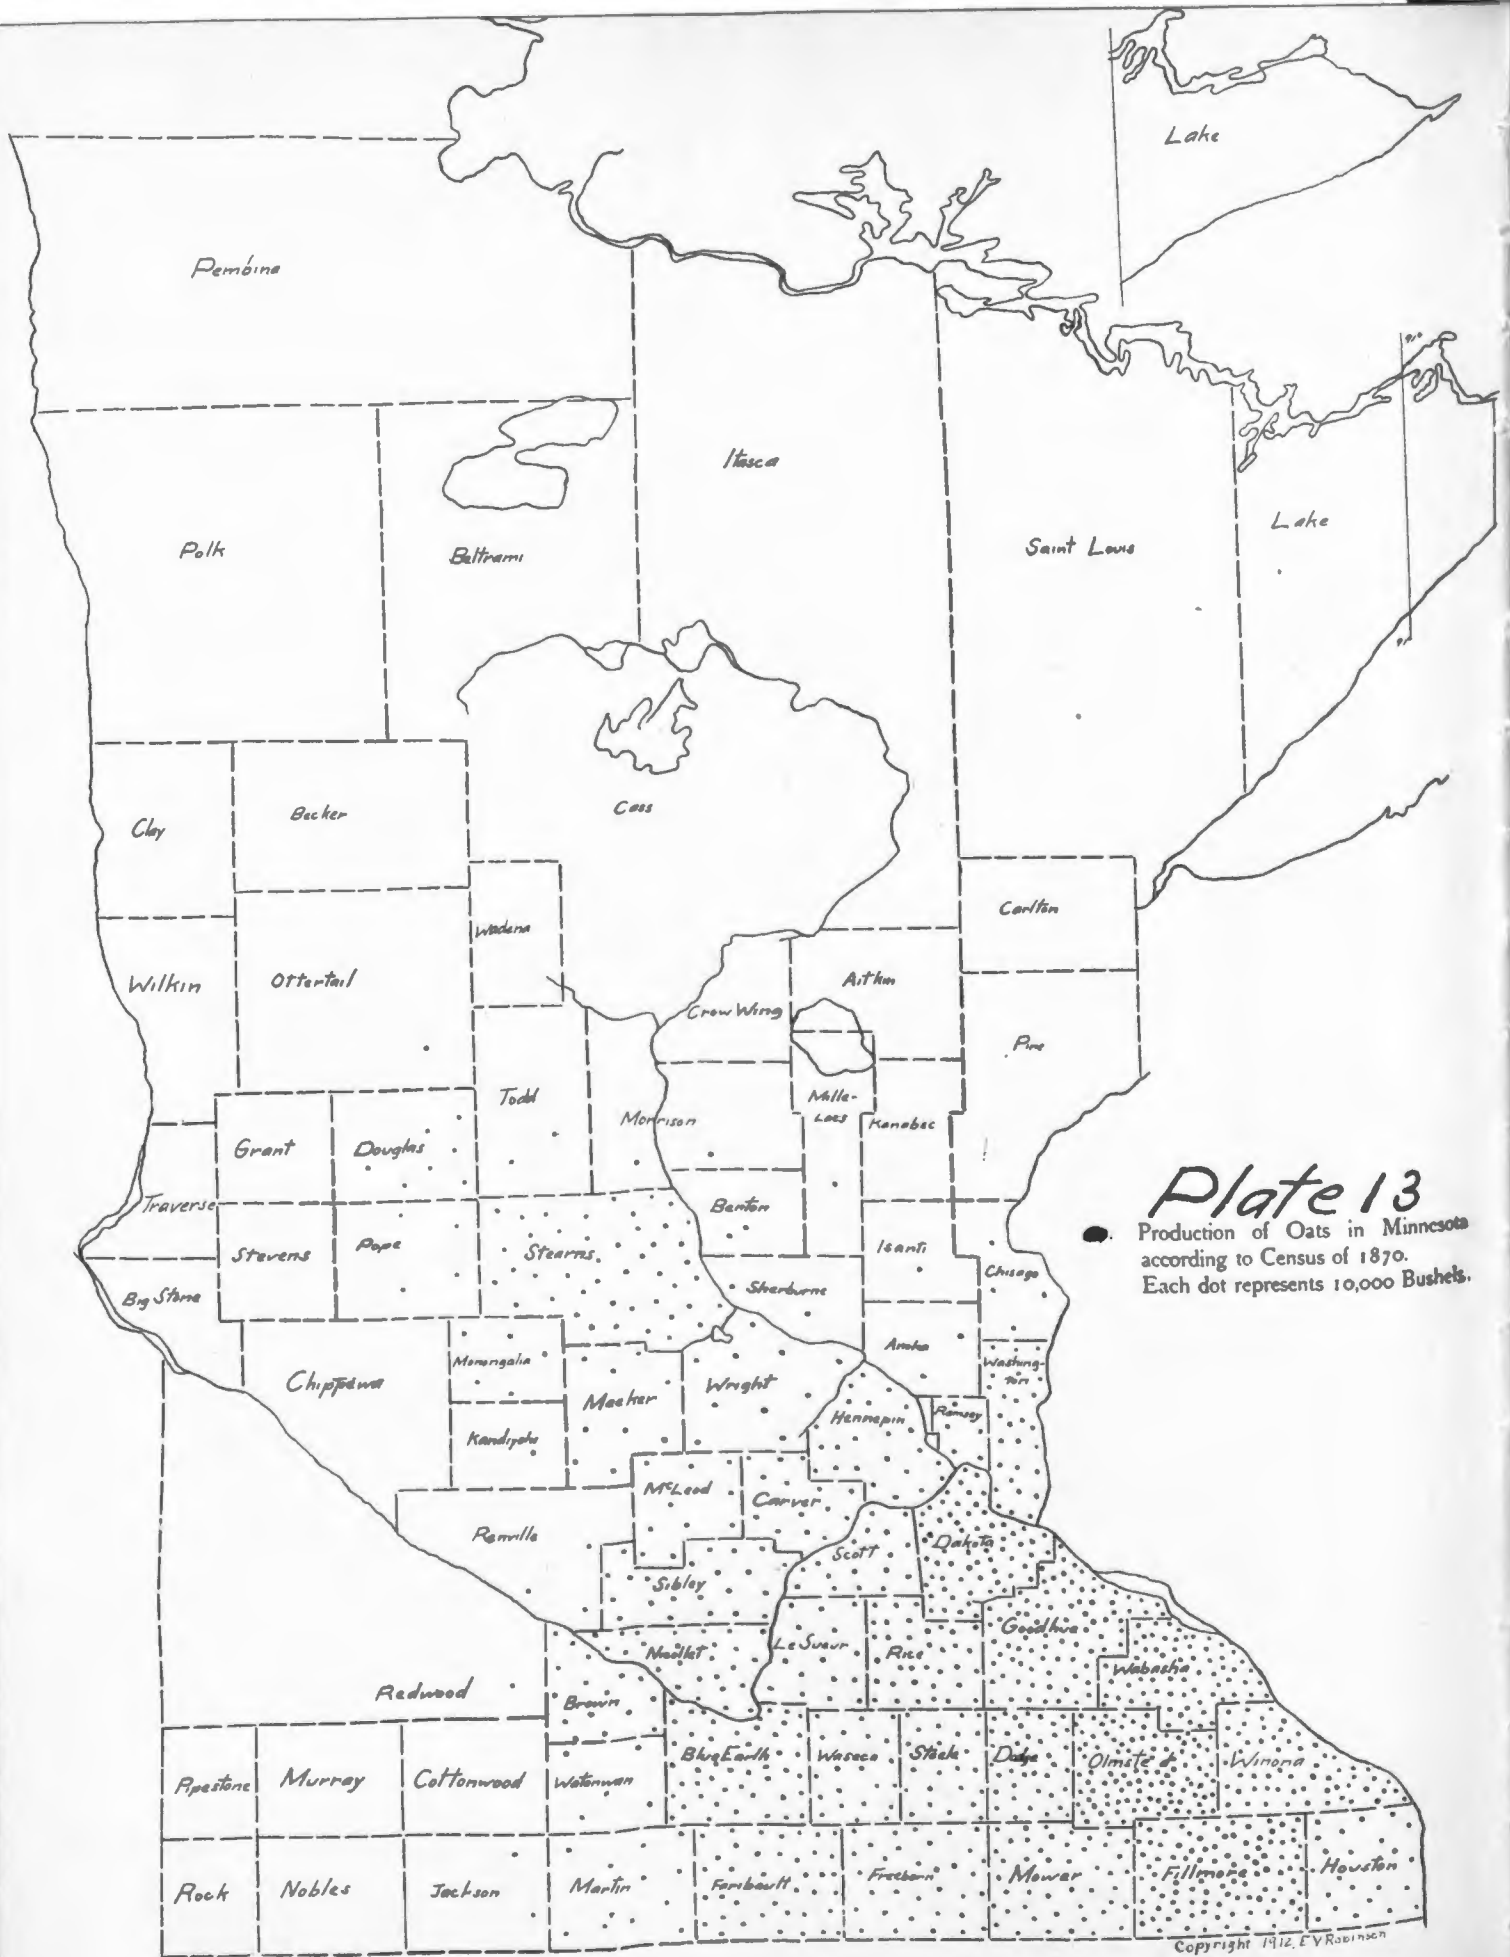 Lake
Pembina
91°
Itasca
Lake
Polk
Beltrami
Saint Louis
91
Cass
Becker
Clay
Carlton
Wadena
Wilkin
Ottertail
Aitkin
Crow Wing
Pine
Todd
Mille-
Lacs
Morrison
Kanabec
Grant
Douglas
Plate 13
Traverse
Benton
Production of Oats in Minnesota
according to Census of 1870.
Each dot represents 10,000 Bushels.
Stevens
Pope
Stearns
Isanti
Chisago
Big Stone
Sherburne
Anoka
Monongalia
Washing-
ton
Chippewa
Meeker
Wright
Hennepin
Ramsey
Kandiyohi
McLeod
Carver
Renville
Scott
Dakota
Sibley
Goodhue
Nicollet
Le Sueur
Rice
Wabasha
Redwood
Brown
Blue Earth
Waseca
Steele
Dodge
Olmsted
Winona
Pipestone
Murray
Cottonwood
Watonwan
Rock
Nobles
Jackson
Martin
Faribault
Freeborn
Mower
Fillmore
Houston
Copyright 1912, E V Robinson